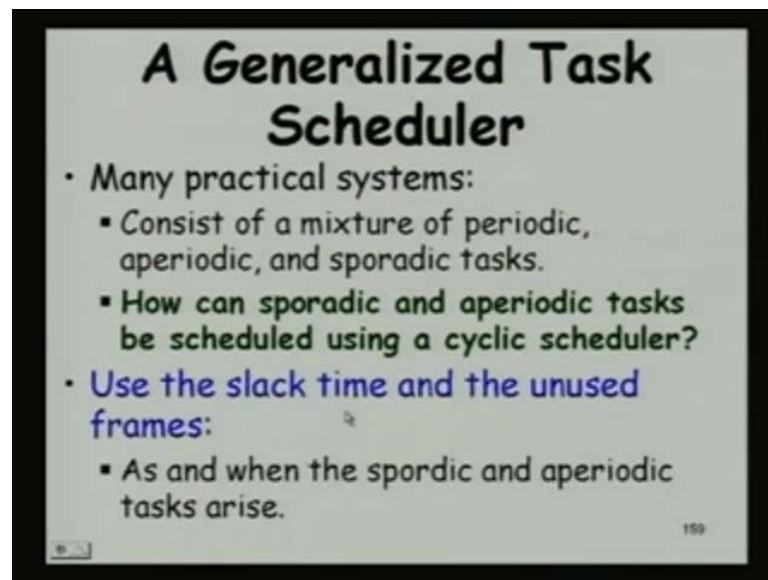 A Generalized Task
Scheduler
• Many practical systems:
▪ Consist of a mixture of periodic,
aperiodic, and sporadic tasks.
▪ How can sporadic and aperiodic tasks
be scheduled using a cyclic scheduler?
• Use the slack time and the unused
frames:
▪ As and when the spordic and aperiodic
tasks arise.
159